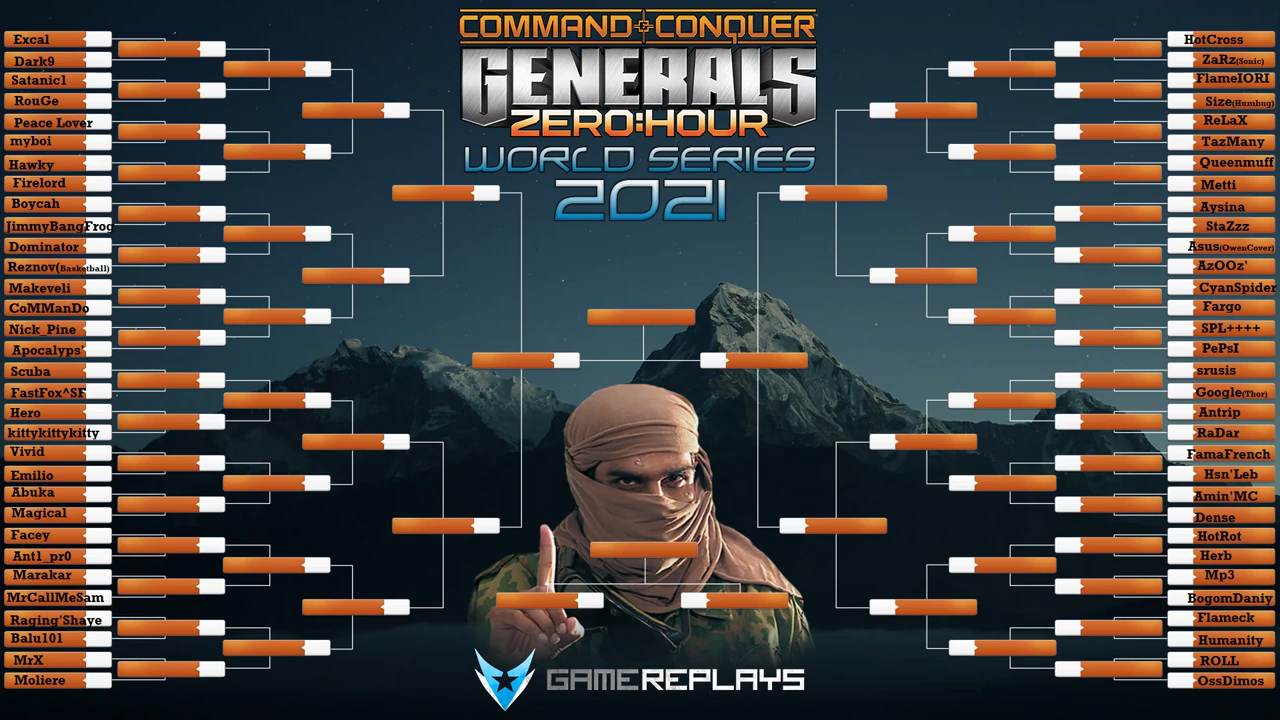 COMMAND & CONQUER
GENERALS
ZERO:HOUR
WORLD SERIES
2021
Excal
Dark9
Satanic1
RouGe
Peace Lover
myboi
Hawky
Firelord
Boycah
JimmyBangFrog
Dominator
Reznov(Basketball)
Makeveli
CoMManDo
Nick_Pine
Apocalyps'
Scuba
FastFox^SF
Hero
kittykittykitty
Vivid
Emilio
Abuka
Magical
Facey
Ant1_pr0
Marakar
MrCallMeSam
Raging'Shaye
Balu101
MrX
Moliere
HotCross
ZaRz(Sonic)
FlameIORI
Size(Humbug)
ReLaX
TazMany
Queenmuff
Metti
Aysina
StaZzz
Asus(OwenCover)
AzOOz'
CyanSpider
Fargo
SPL++++
PePsI
srusis
Google(Thor)
Antrip
RaDar
FamaFrench
Hsn'Leb
Amin'MC
Dense
HotRot
Herb
Mp3
BogomDaniy
Flameck
Humanity
ROLL
OssDimos
GAMEREPLAYS